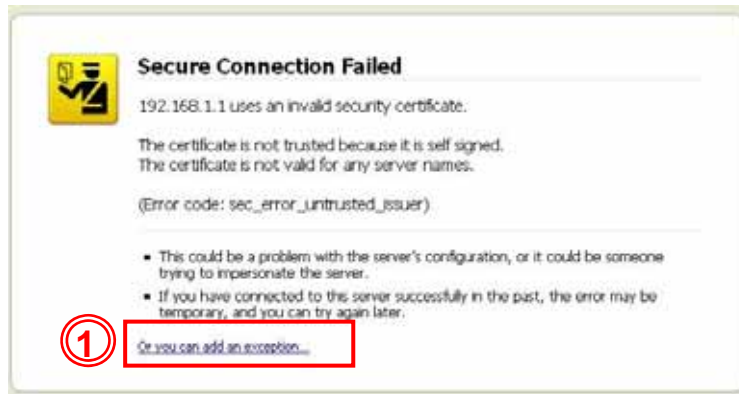 Secure Connection Failed
192.168.1.1 uses an invalid security certificate.
The certificate is not trusted because it is self signed.
The certificate is not valid for any server names.
(Error code: sec_error_untrusted_issuer)
▪ This could be a problem with the server's configuration, or it could be someone
trying to impersonate the server.
▪ If you have connected to this server successfully in the past, the error may be
temporary, and you can try again later.
1
Or you can add an exception...